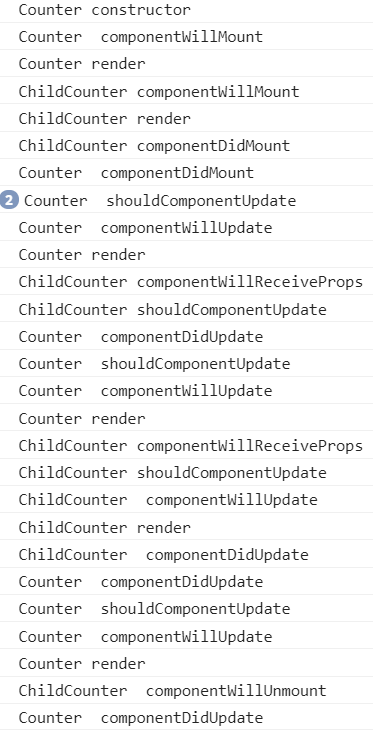 Counter constructor
Counter  componentWillMount
Counter render
ChildCounter componentWillMount
ChildCounter render
ChildCounter componentDidMount
Counter  componentDidMount
2 Counter  shouldComponentUpdate
Counter  componentWillUpdate
Counter render
ChildCounter componentWillReceiveProps
ChildCounter shouldComponentUpdate
Counter  componentDidUpdate
Counter  shouldComponentUpdate
Counter  componentWillUpdate
Counter render
ChildCounter componentWillReceiveProps
ChildCounter shouldComponentUpdate
ChildCounter  componentWillUpdate
ChildCounter render
ChildCounter  componentDidUpdate
Counter  componentDidUpdate
Counter  shouldComponentUpdate
Counter  componentWillUpdate
Counter render
ChildCounter  componentWillUnmount
Counter  componentDidUpdate